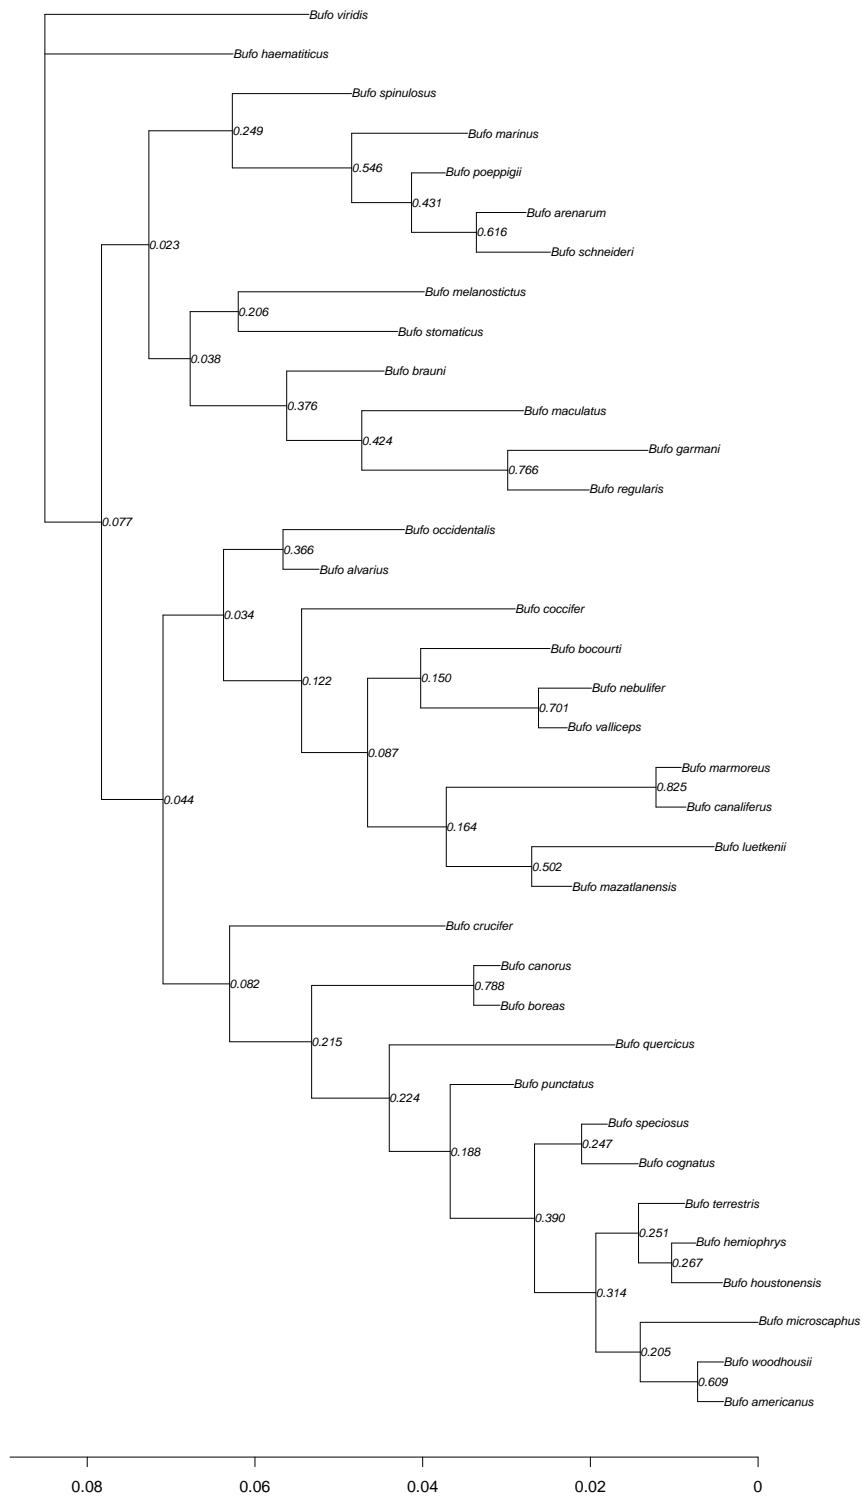 Bufo viridis
Bufo haematiticus
Bufo spinulosus
0.249
Bufo marinus
0.546
Bufo poeppigii
0.431
Bufo arenarum
0.616
0.023
Bufo schneideri
Bufo melanostictus
0.206
Bufo stomaticus
0.038
Bufo brauni
0.376
Bufo maculatus
0.424
Bufo garmani
0.766
Bufo regularis
0.077
Bufo occidentalis
0.366
Bufo alvarius
Bufo coccifer
0.034
Bufo bocourti
0.150
0.122
Bufo nebulifer
0.701
Bufo valliceps
0.087
Bufo marmoreus
0.825
0.044
Bufo canaliferus
0.164
Bufo luetkenii
0.502
Bufo mazatlanensis
Bufo crucifer
Bufo canorus
0.082
0.788
Bufo boreas
0.215
Bufo quercicus
Bufo punctatus
0.224
Bufo speciosus
0.247
0.188
Bufo cognatus
Bufo terrestris
0.390
0.251
Bufo hemiophrys
0.267
Bufo houstonensis
0.314
Bufo microscaphus
0.205
Bufo woodhousii
0.609
Bufo americanus
0.08 0.06 0.04 0.02 0